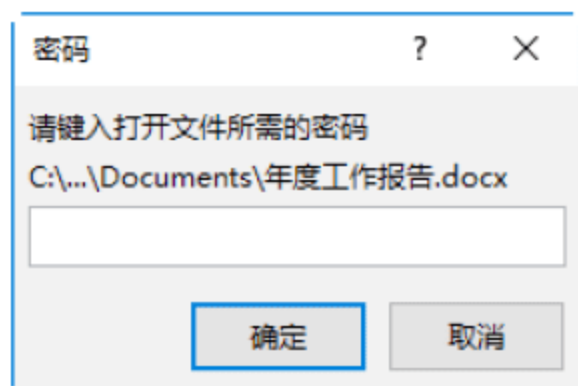 密码 ? ×
请键入打开文件所需的密码
C:\...\Documents\年度工作报告.docx
确定 取消